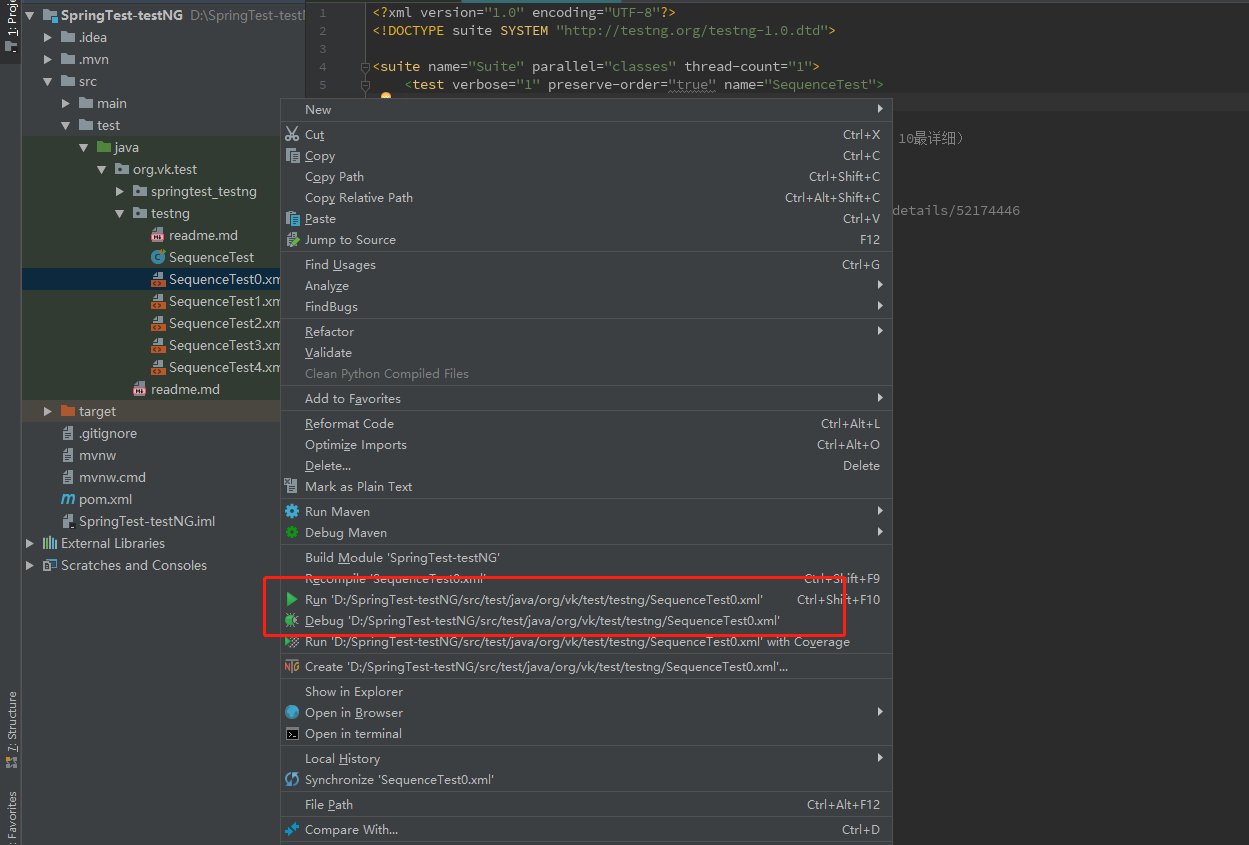 1: Proj
SpringTest-testNG D:\SpringTest-test
.idea
.mvn
src
main
test
java
org.vk.test
springtest_testng
testng
readme.md
SequenceTest
SequenceTest0.xm
SequenceTest1.xm
SequenceTest2.xm
SequenceTest3.xm
SequenceTest4.xm
readme.md
target
.gitignore
mvnw
mvnw.cmd
pom.xml
SpringTest-testNG.iml
External Libraries
Scratches and Consoles
7: Structure
: Favorites
1 <?xml version="1.0" encoding="UTF-8"?>
2 <!DOCTYPE suite SYSTEM "http://testng.org/testng-1.0.dtd">
3
4 <suite name="Suite" parallel="classes" thread-count="1">
5 <test verbose="1" preserve-order="true" name="SequenceTest">
10最详细）
details/52174446
New
Cut Ctrl+X
Copy Ctrl+C
Copy Path Ctrl+Shift+C
Copy Relative Path Ctrl+Alt+Shift+C
Paste Ctrl+V
Jump to Source F12
Find Usages Ctrl+G
Analyze
FindBugs
Refactor
Validate
Clean Python Compiled Files
Add to Favorites
Reformat Code Ctrl+Alt+L
Optimize Imports Ctrl+Alt+O
Delete... Delete
Mark as Plain Text
Run Maven
Debug Maven
Build Module 'SpringTest-testNG'
Recompile 'SequenceTest0.xml' Ctrl+Shift+F9
Run 'D:/SpringTest-testNG/src/test/java/org/vk/test/testng/SequenceTest0.xml' Ctrl+Shift+F10
Debug 'D:/SpringTest-testNG/src/test/java/org/vk/test/testng/SequenceTest0.xml'
Run 'D:/SpringTest-testNG/src/test/java/org/vk/test/testng/SequenceTest0.xml' with Coverage
Create 'D:/SpringTest-testNG/src/test/java/org/vk/test/testng/SequenceTest0.xml'...
Show in Explorer
Open in Browser
Open in terminal
Local History
Synchronize 'SequenceTest0.xml'
File Path Ctrl+Alt+F12
Compare With... Ctrl+D